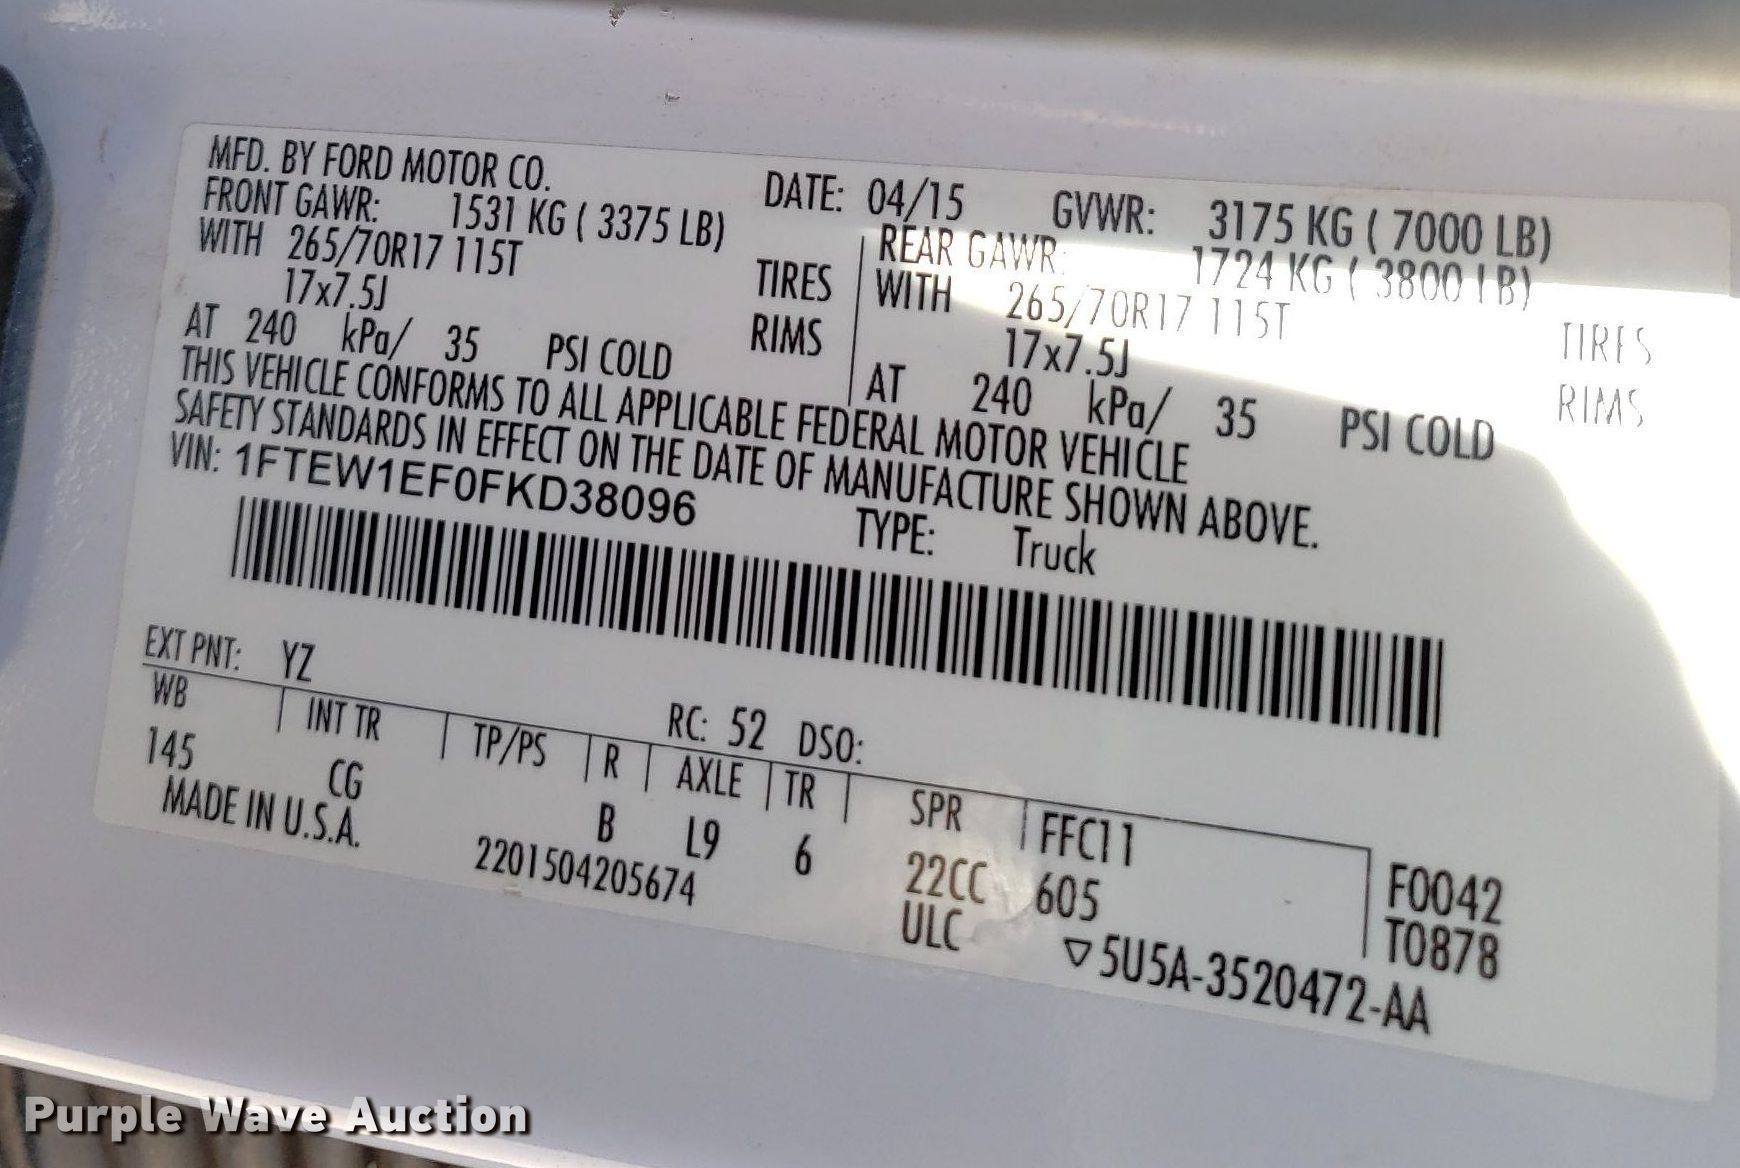 MFD. BY FORD MOTOR CO. DATE: 04/15 GVWR: 3175 KG ( 7000 LB)
FRONT GAWR: 1531 KG ( 3375 LB) REAR GAWR: 1724 KG ( 3800 LB)
WITH 265/70R17 115T TIRES WITH 265/70R17 115T TIRES
17x7.5J RIMS 17x7.5J RIMS
AT 240 kPa/ 35 PSI COLD AT 240 kPa/ 35 PSI COLD
THIS VEHICLE CONFORMS TO ALL APPLICABLE FEDERAL MOTOR VEHICLE
SAFETY STANDARDS IN EFFECT ON THE DATE OF MANUFACTURE SHOWN ABOVE.
VIN: 1FTEW1EF0FKD38096 TYPE: Truck
EXT PNT: YZ RC: 52 DSO:
WB INT TR TP/PS R AXLE TR SPR FFC11 F0042
145 CG B L9 6 22CC 605 T0878
MADE IN U.S.A. 2201504205674 ULC ▽5U5A-3520472-AA
Purple Wave Auction